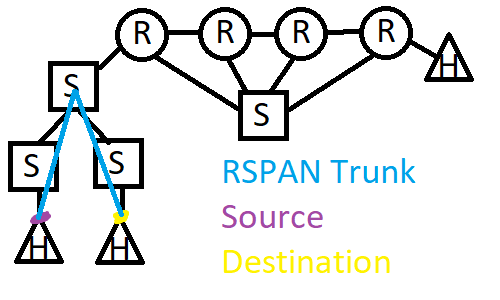 R R R R
H
S
S
S S
RSPAN Trunk
Source
H H
Destination